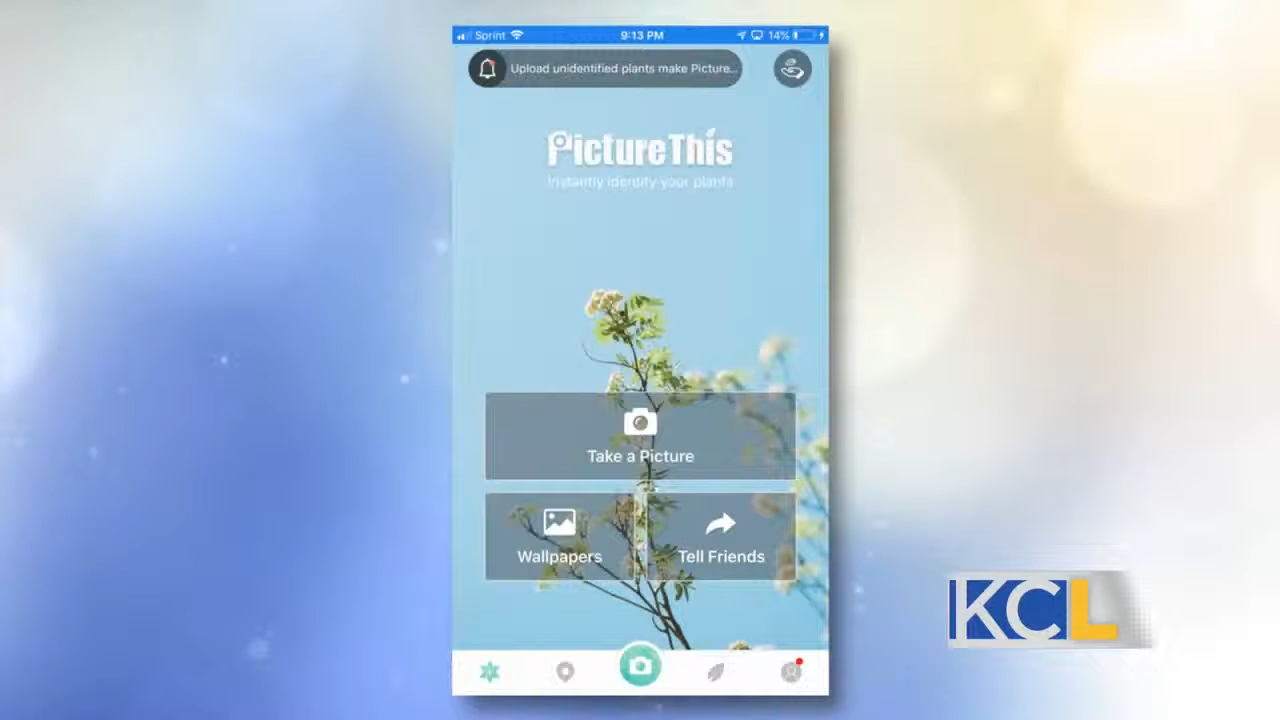 Sprint 9:13 PM 14%
Upload unidentified plants make Picture...
PictureThis
Instantly identify your plants
Take a Picture
Wallpapers Tell Friends
KCL